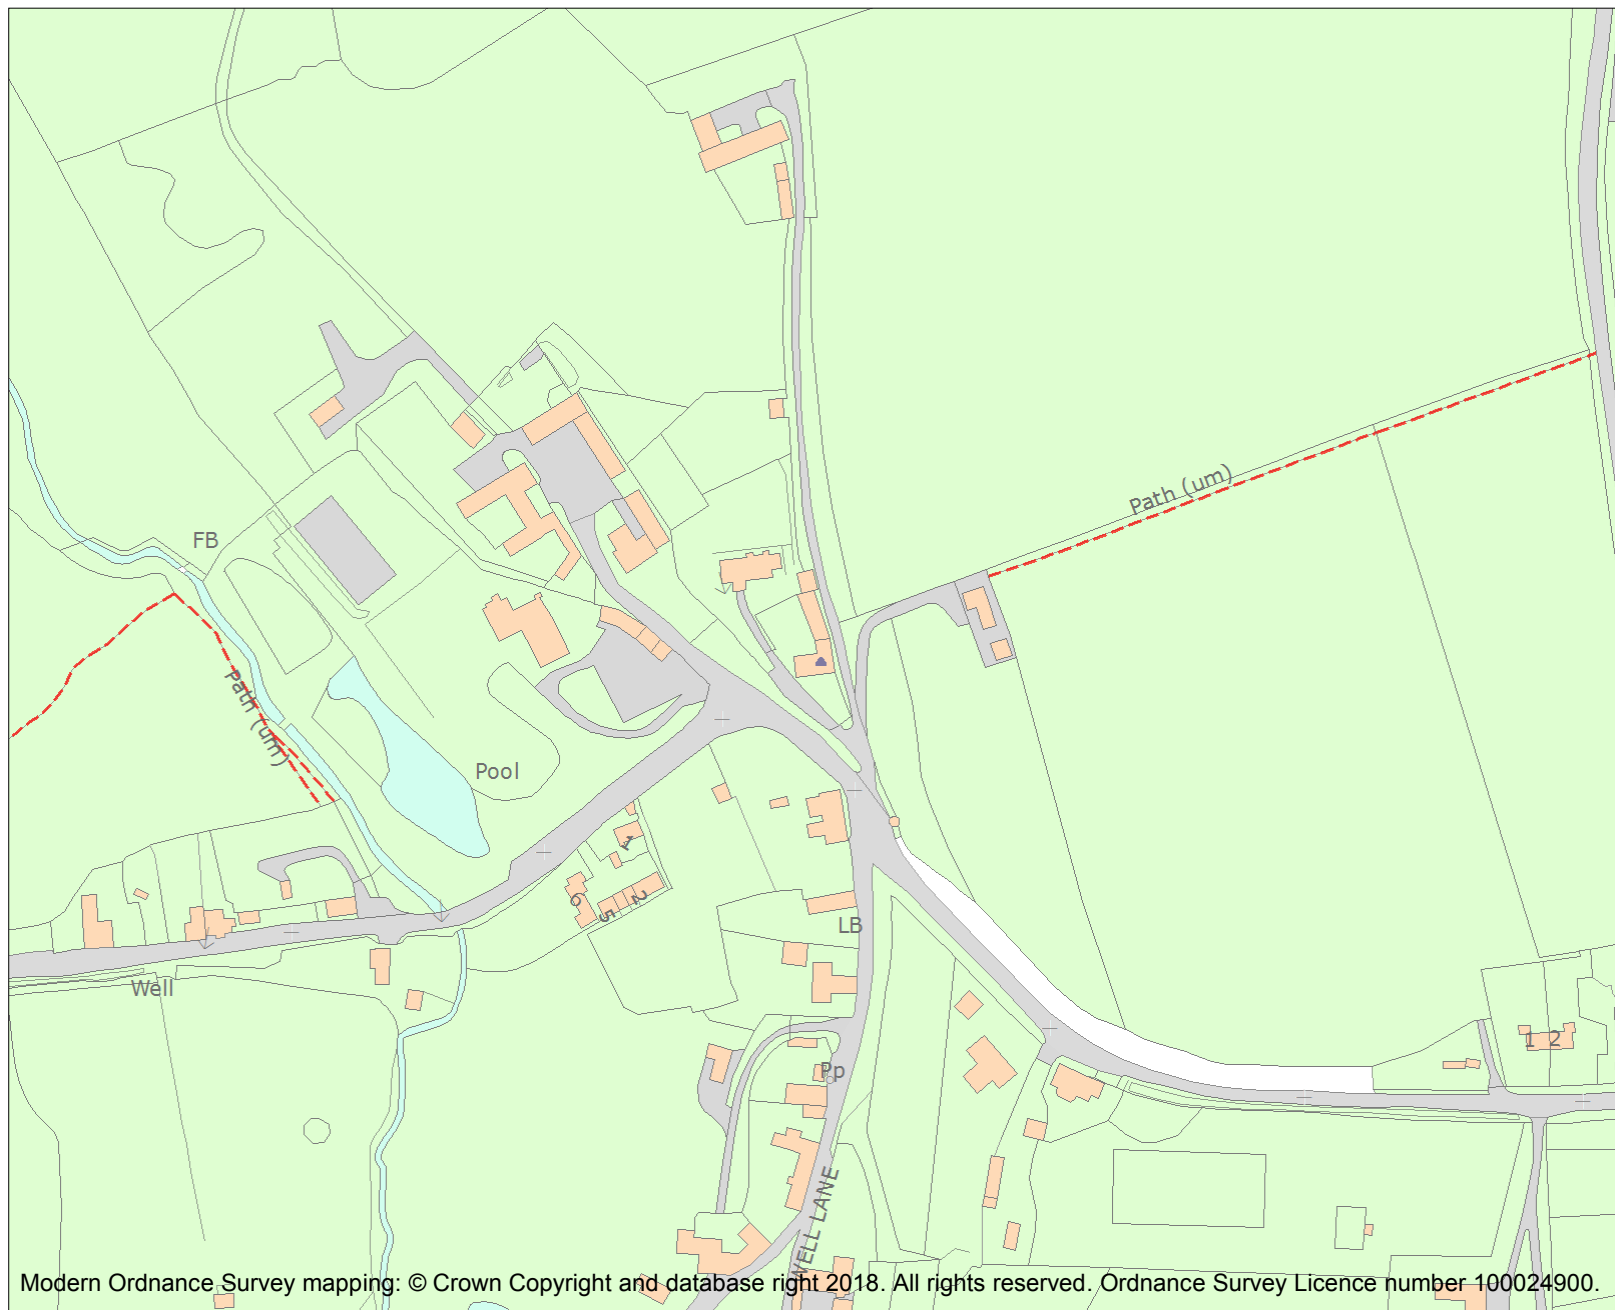 Path (um)
FB
Path (um)
Pool
1
2
6
5
LB
Well
1 2
Pp
WELL LANE
Modern Ordnance Survey mapping: © Crown Copyright and database right 2018. All rights reserved. Ordnance Survey Licence number 100024900.